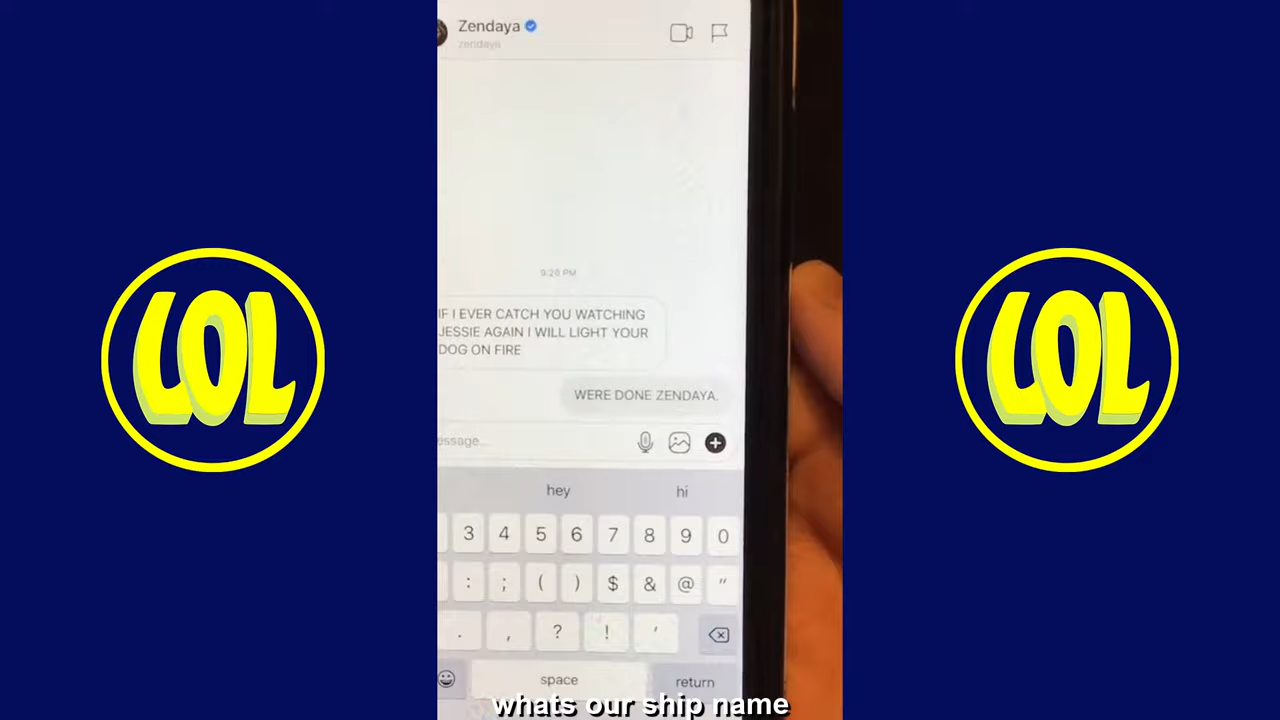 Zendaya
zendaya
9:20 PM
IF I EVER CATCH YOU WATCHING
JESSIE AGAIN I WILL LIGHT YOUR
DOG ON FIRE
WERE DONE ZENDAYA.
essage...
hey hi
3 4 5 6 7 8 9 0
: ; ( ) $ & @ "
. , ? ! '
space return
whats our ship name
LOL
LOL